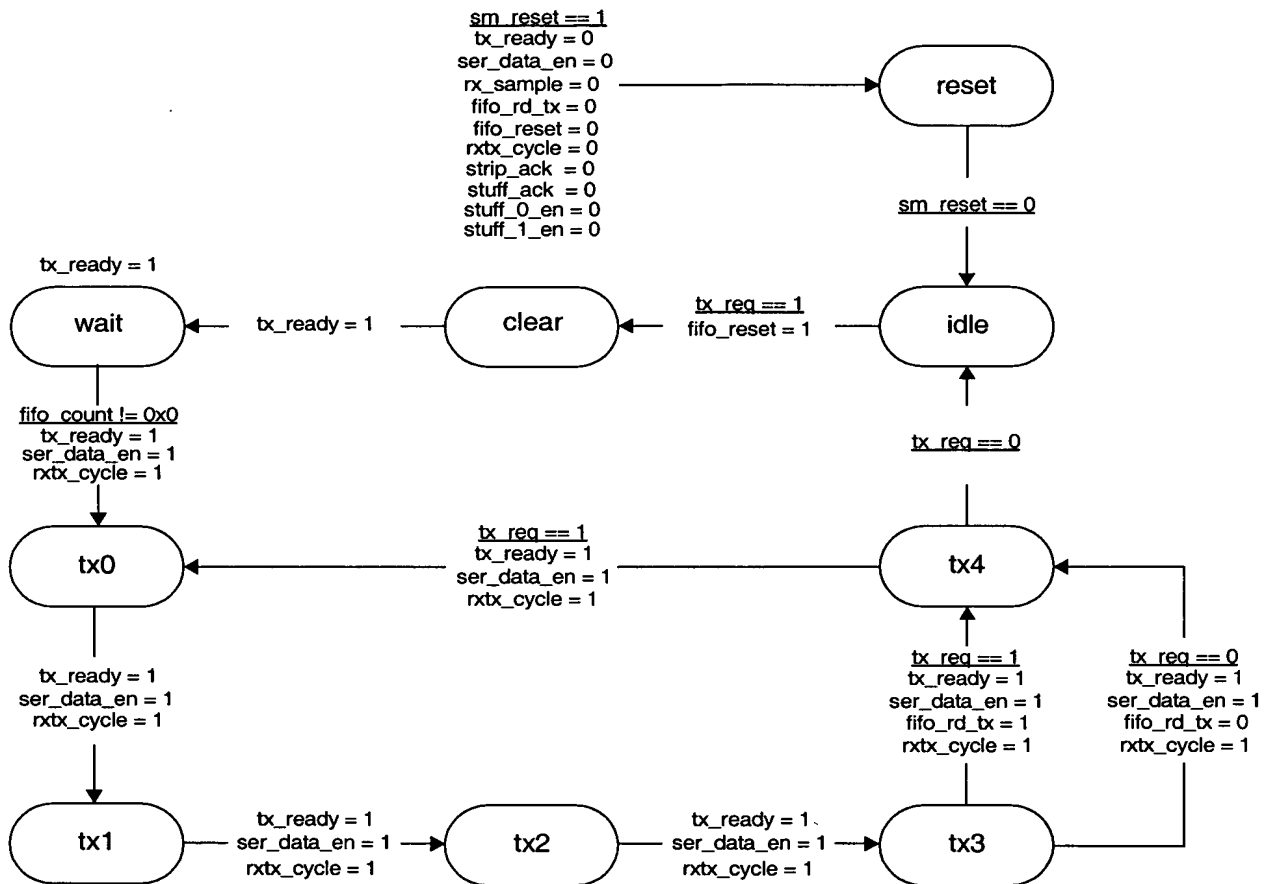 sm_reset == 1
tx_ready = 0
ser_data_en = 0
rx_sample = 0
fifo_rd_tx = 0
fifo_reset = 0
rxtx_cycle = 0
strip_ack = 0
stuff_ack = 0
stuff_0_en = 0
stuff_1_en = 0
reset
sm_reset == 0
tx_ready = 1
wait
tx_ready = 1
clear
tx_req == 1
fifo_reset = 1
idle
fifo_count != 0x0
tx_ready = 1
ser_data_en = 1
rxtx_cycle = 1
tx_req == 0
tx0
tx_req == 1
tx_ready = 1
ser_data_en = 1
rxtx_cycle = 1
tx4
tx_ready = 1
ser_data_en = 1
rxtx_cycle = 1
tx_req == 1
tx_ready = 1
ser_data_en = 1
fifo_rd_tx = 1
rxtx_cycle = 1
tx_req == 0
tx_ready = 1
ser_data_en = 1
fifo_rd_tx = 0
rxtx_cycle = 1
tx1
tx_ready = 1
ser_data_en = 1
rxtx_cycle = 1
tx2
tx_ready = 1
ser_data_en = 1
rxtx_cycle = 1
tx3